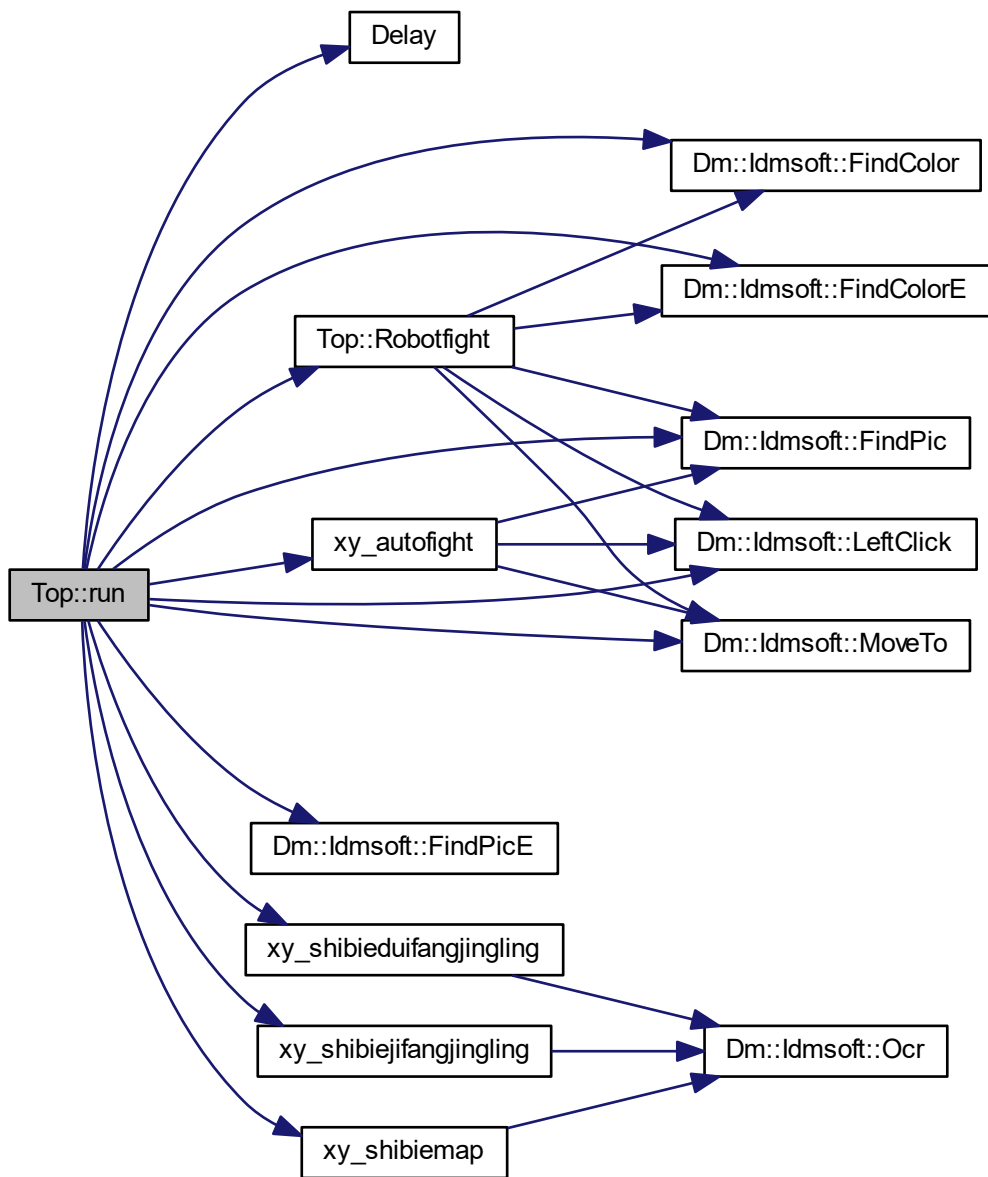 Delay
Dm::Idmsoft::FindColor
Dm::Idmsoft::FindColorE
Top::Robotfight
Dm::Idmsoft::FindPic
xy_autofight
Dm::Idmsoft::LeftClick
Top::run
Dm::Idmsoft::MoveTo
Dm::Idmsoft::FindPicE
xy_shibieduifangjingling
xy_shibiejifangjingling
Dm::Idmsoft::Ocr
xy_shibiemap